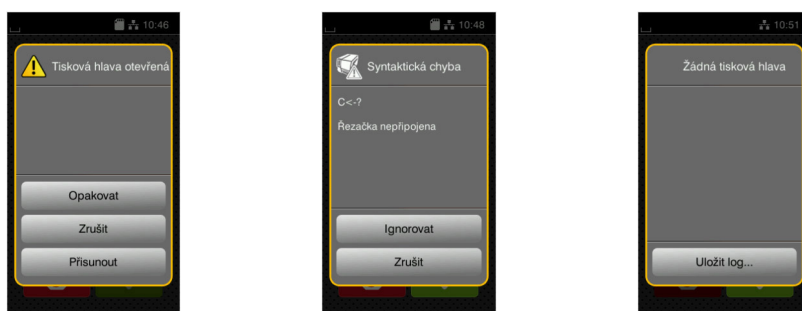 10:46
Tisková hlava otevřená
Opakovat
Zrušit
Přisunout
10:48
Syntaktická chyba
C<-?
Řezačka nepřipojena
Ignorovat
Zrušit
10:51
Žádná tisková hlava
Uložit log...